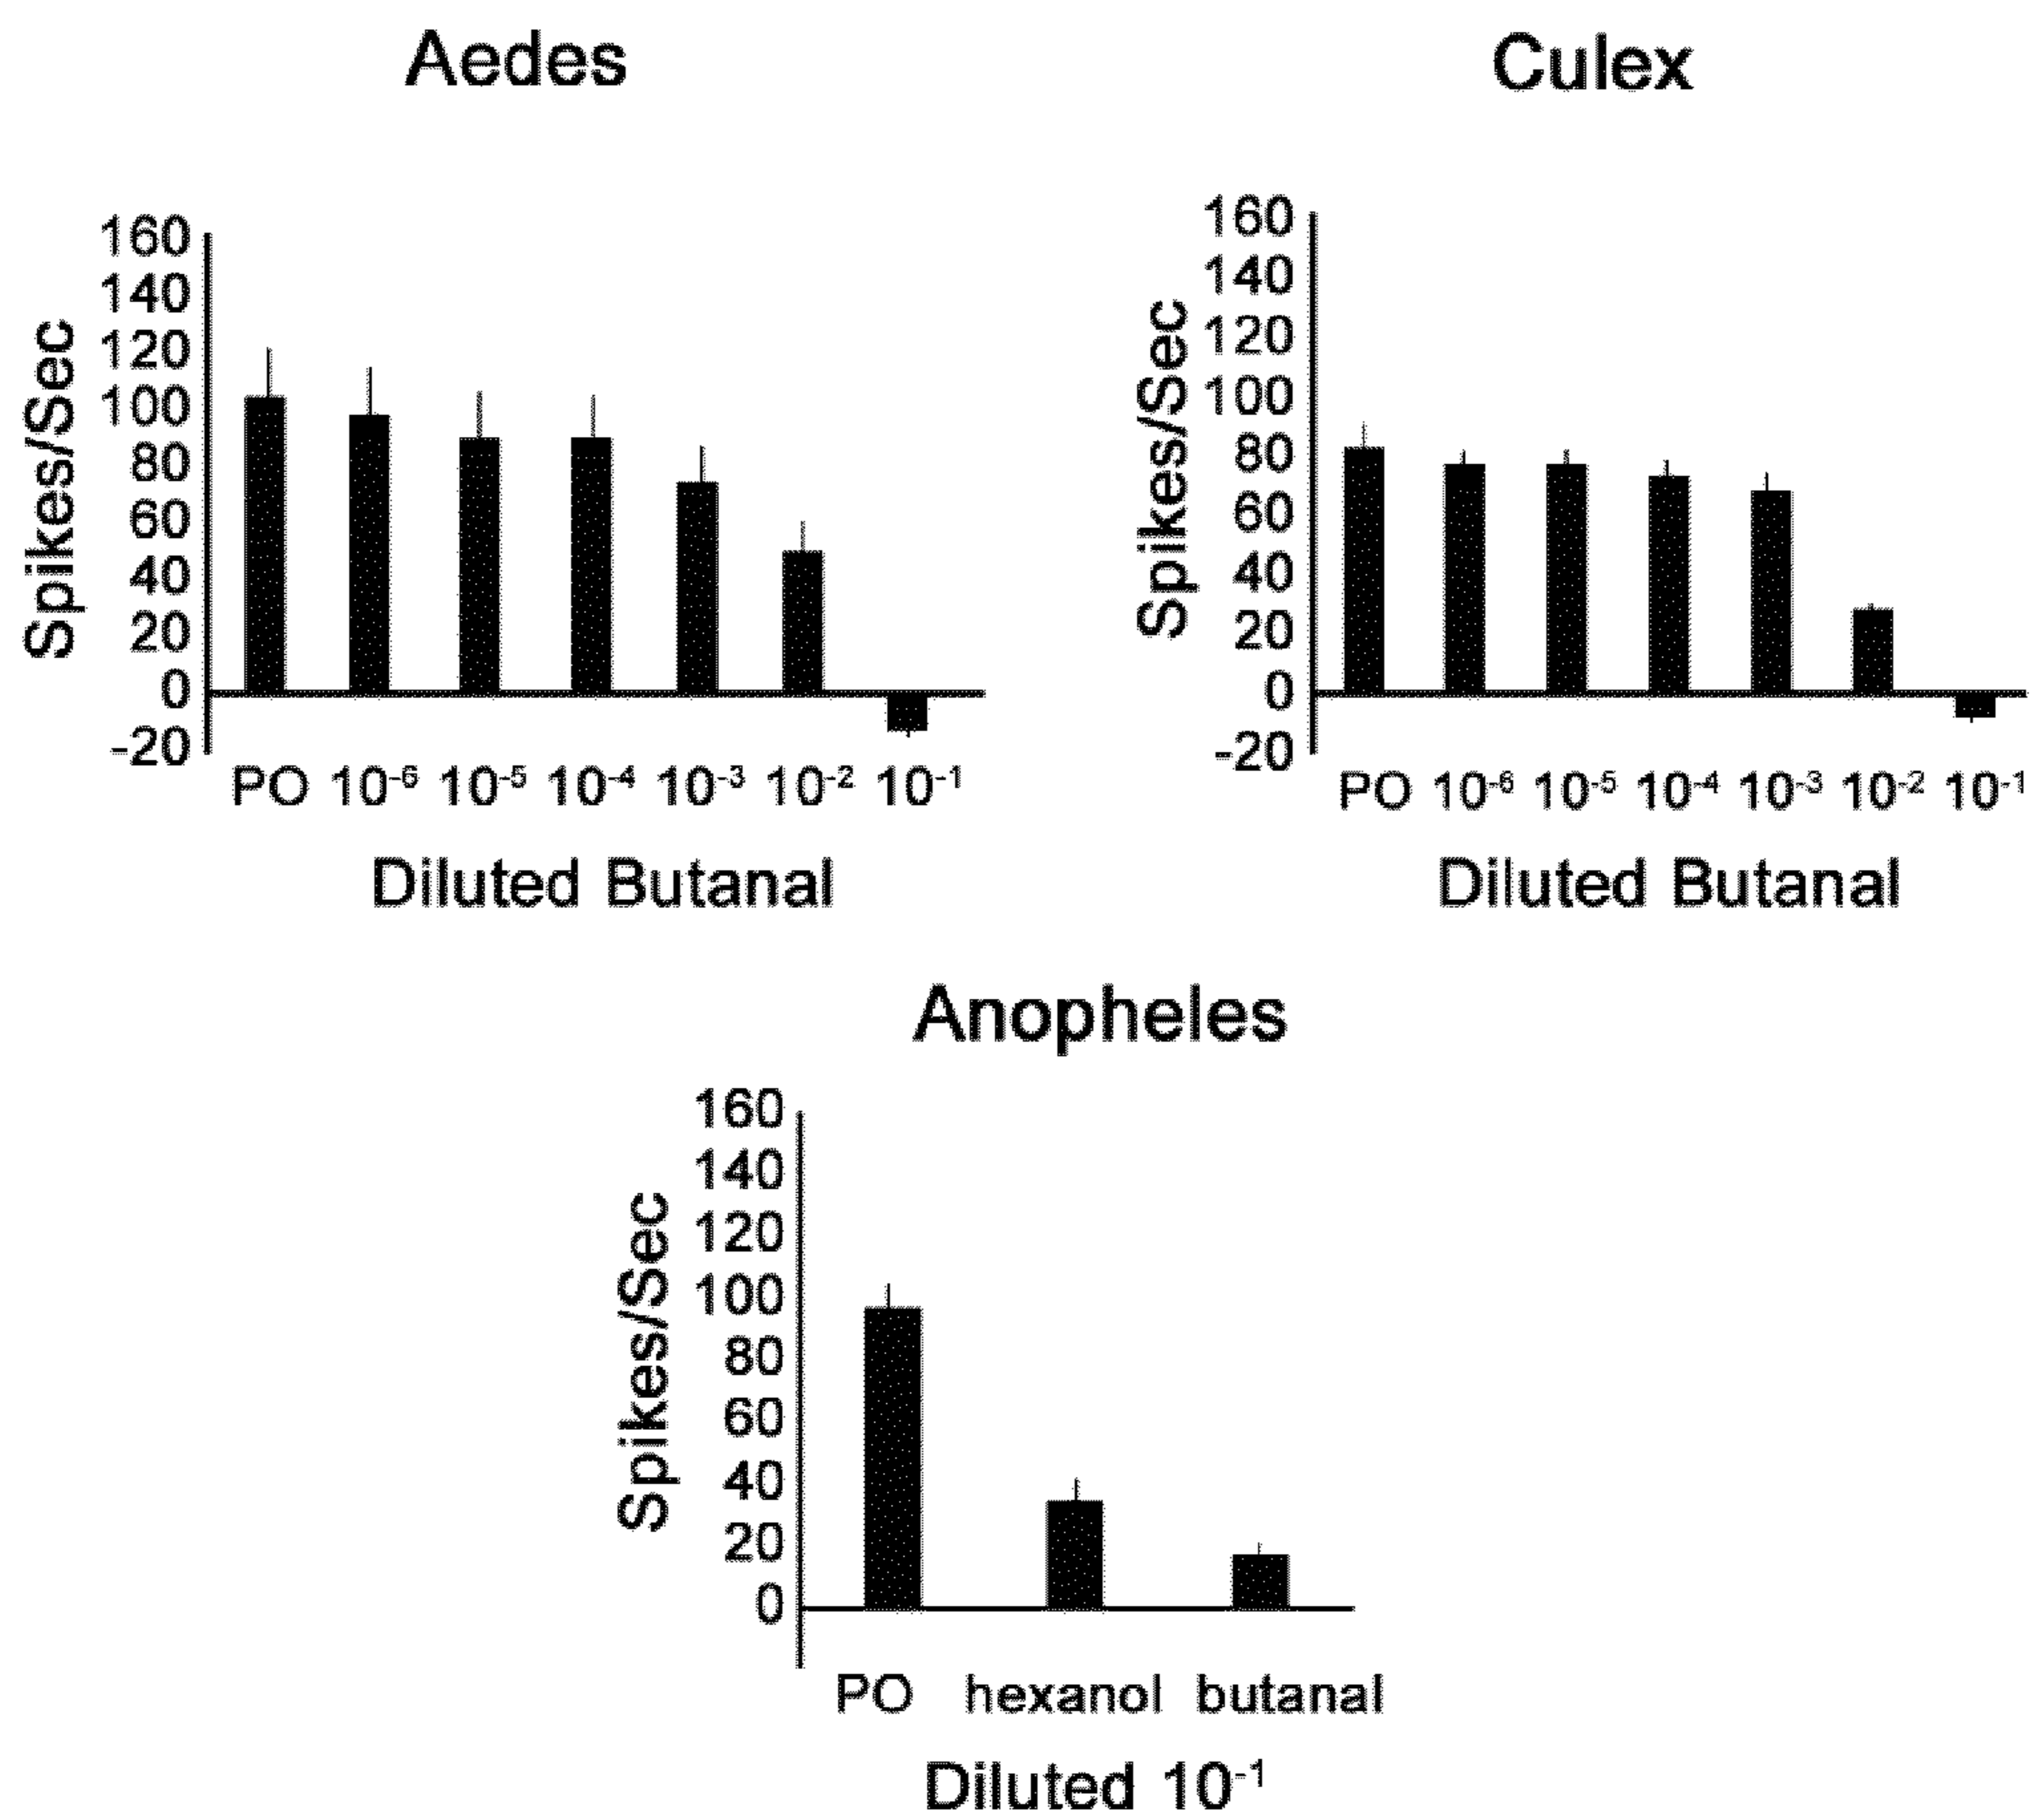 Aedes
Spikes/Sec
160
140
120
100
80
60
40
20
0
-20
PO 10⁻⁶ 10⁻⁵ 10⁻⁴ 10⁻³ 10⁻² 10⁻¹
Diluted Butanal
Culex
Spikes/Sec
160
140
120
100
80
60
40
20
0
-20
PO 10⁻⁶ 10⁻⁵ 10⁻⁴ 10⁻³ 10⁻² 10⁻¹
Diluted Butanal
Anopheles
Spikes/Sec
160
140
120
100
80
60
40
20
0
PO hexanol butanal
Diluted 10⁻¹